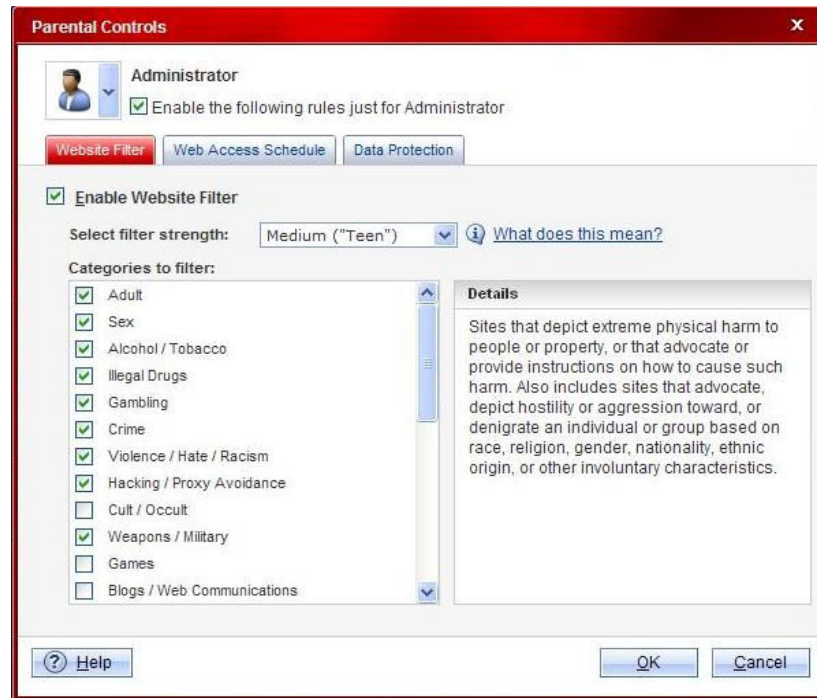 Parental Controls
x
Administrator
Enable the following rules just for Administrator
Website Filter Web Access Schedule Data Protection
Enable Website Filter
Select filter strength: Medium ("Teen") What does this mean?
Categories to filter:
Adult
Sex
Alcohol / Tobacco
Illegal Drugs
Gambling
Crime
Violence / Hate / Racism
Hacking / Proxy Avoidance
Cult / Occult
Weapons / Military
Games
Blogs / Web Communications
Details
Sites that depict extreme physical harm to
people or property, or that advocate or
provide instructions on how to cause such
harm. Also includes sites that advocate,
depict hostility or aggression toward, or
denigrate an individual or group based on
race, religion, gender, nationality, ethnic
origin, or other involuntary characteristics.
? Help OK Cancel